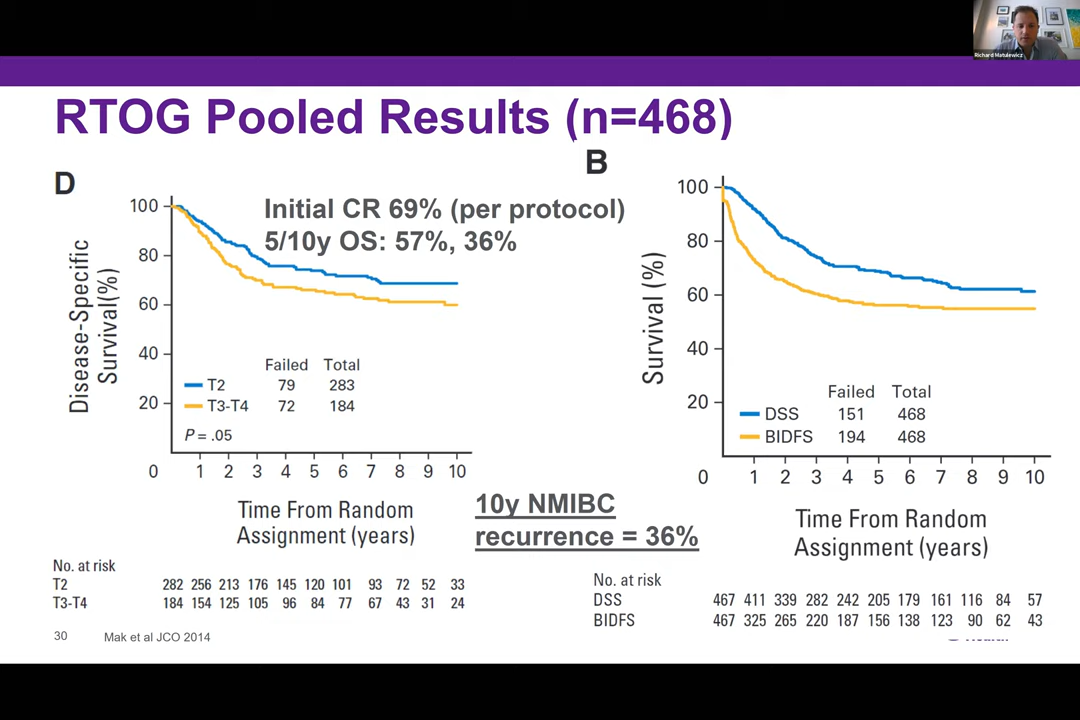 Richard Matulewicz
RTOG Pooled Results (n=468)
D
Initial CR 69% (per protocol)
5/10y OS: 57%, 36%
Disease-Specific
Survival(%)
100
80
60
40
20
0
Failed Total
T2 79 283
T3-T4 72 184
P = .05
1 2 3 4 5 6 7 8 9 10
Time From Random
Assignment (years)
No. at risk
T2 282 256 213 176 145 120 101 93 72 52 33
T3-T4 184 154 125 105 96 84 77 67 43 31 24
10y NMIBC
recurrence = 36%
B
Survival (%)
100
80
60
40
20
0
Failed Total
DSS 151 468
BIDFS 194 468
1 2 3 4 5 6 7 8 9 10
Time From Random
Assignment (years)
No. at risk
DSS 467 411 339 282 242 205 179 161 116 84 57
BIDFS 467 325 265 220 187 156 138 123 90 62 43
30 Mak et al JCO 2014